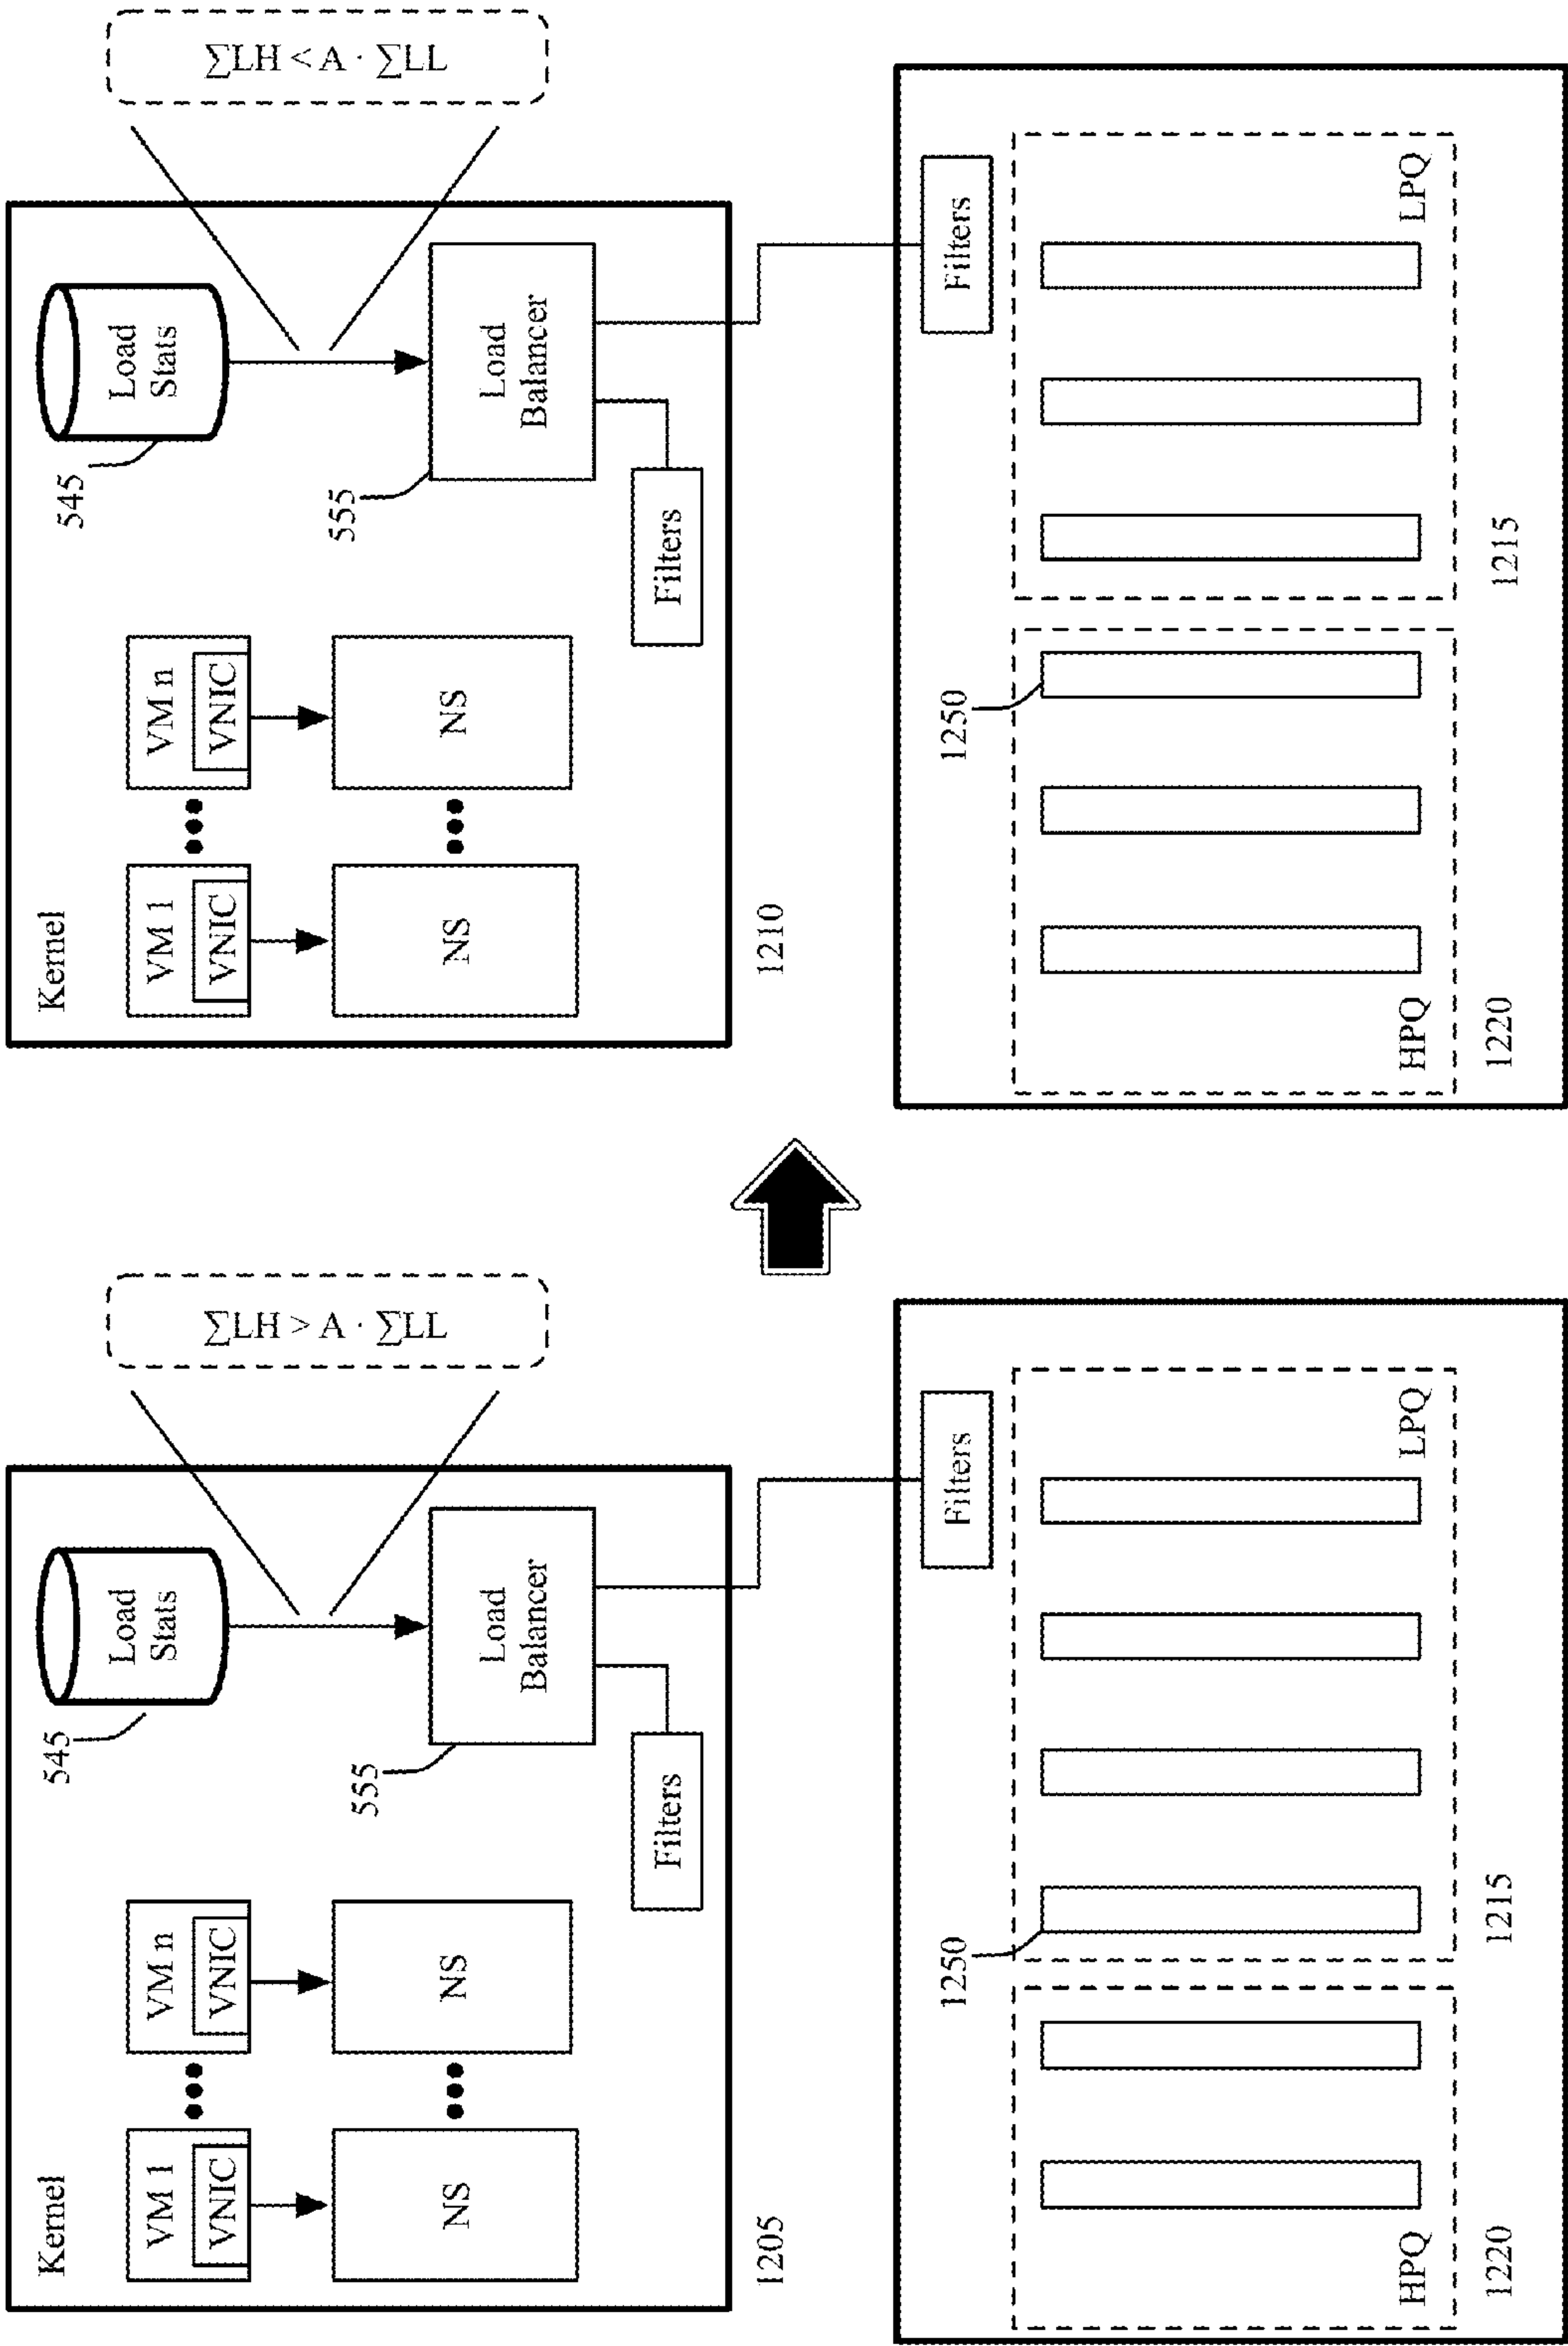 Kernel
VM 1
VNIC
VM n
VNIC
NS
NS
545
Load
Stats
∑LH > A · ∑LL
555
Load
Balancer
Filters
1205
Filters
1250
HPQ
LPQ
1220
1215
Kernel
VM 1
VNIC
VM n
VNIC
NS
NS
545
Load
Stats
∑LH < A · ∑LL
555
Load
Balancer
Filters
1210
Filters
1250
HPQ
LPQ
1220
1215